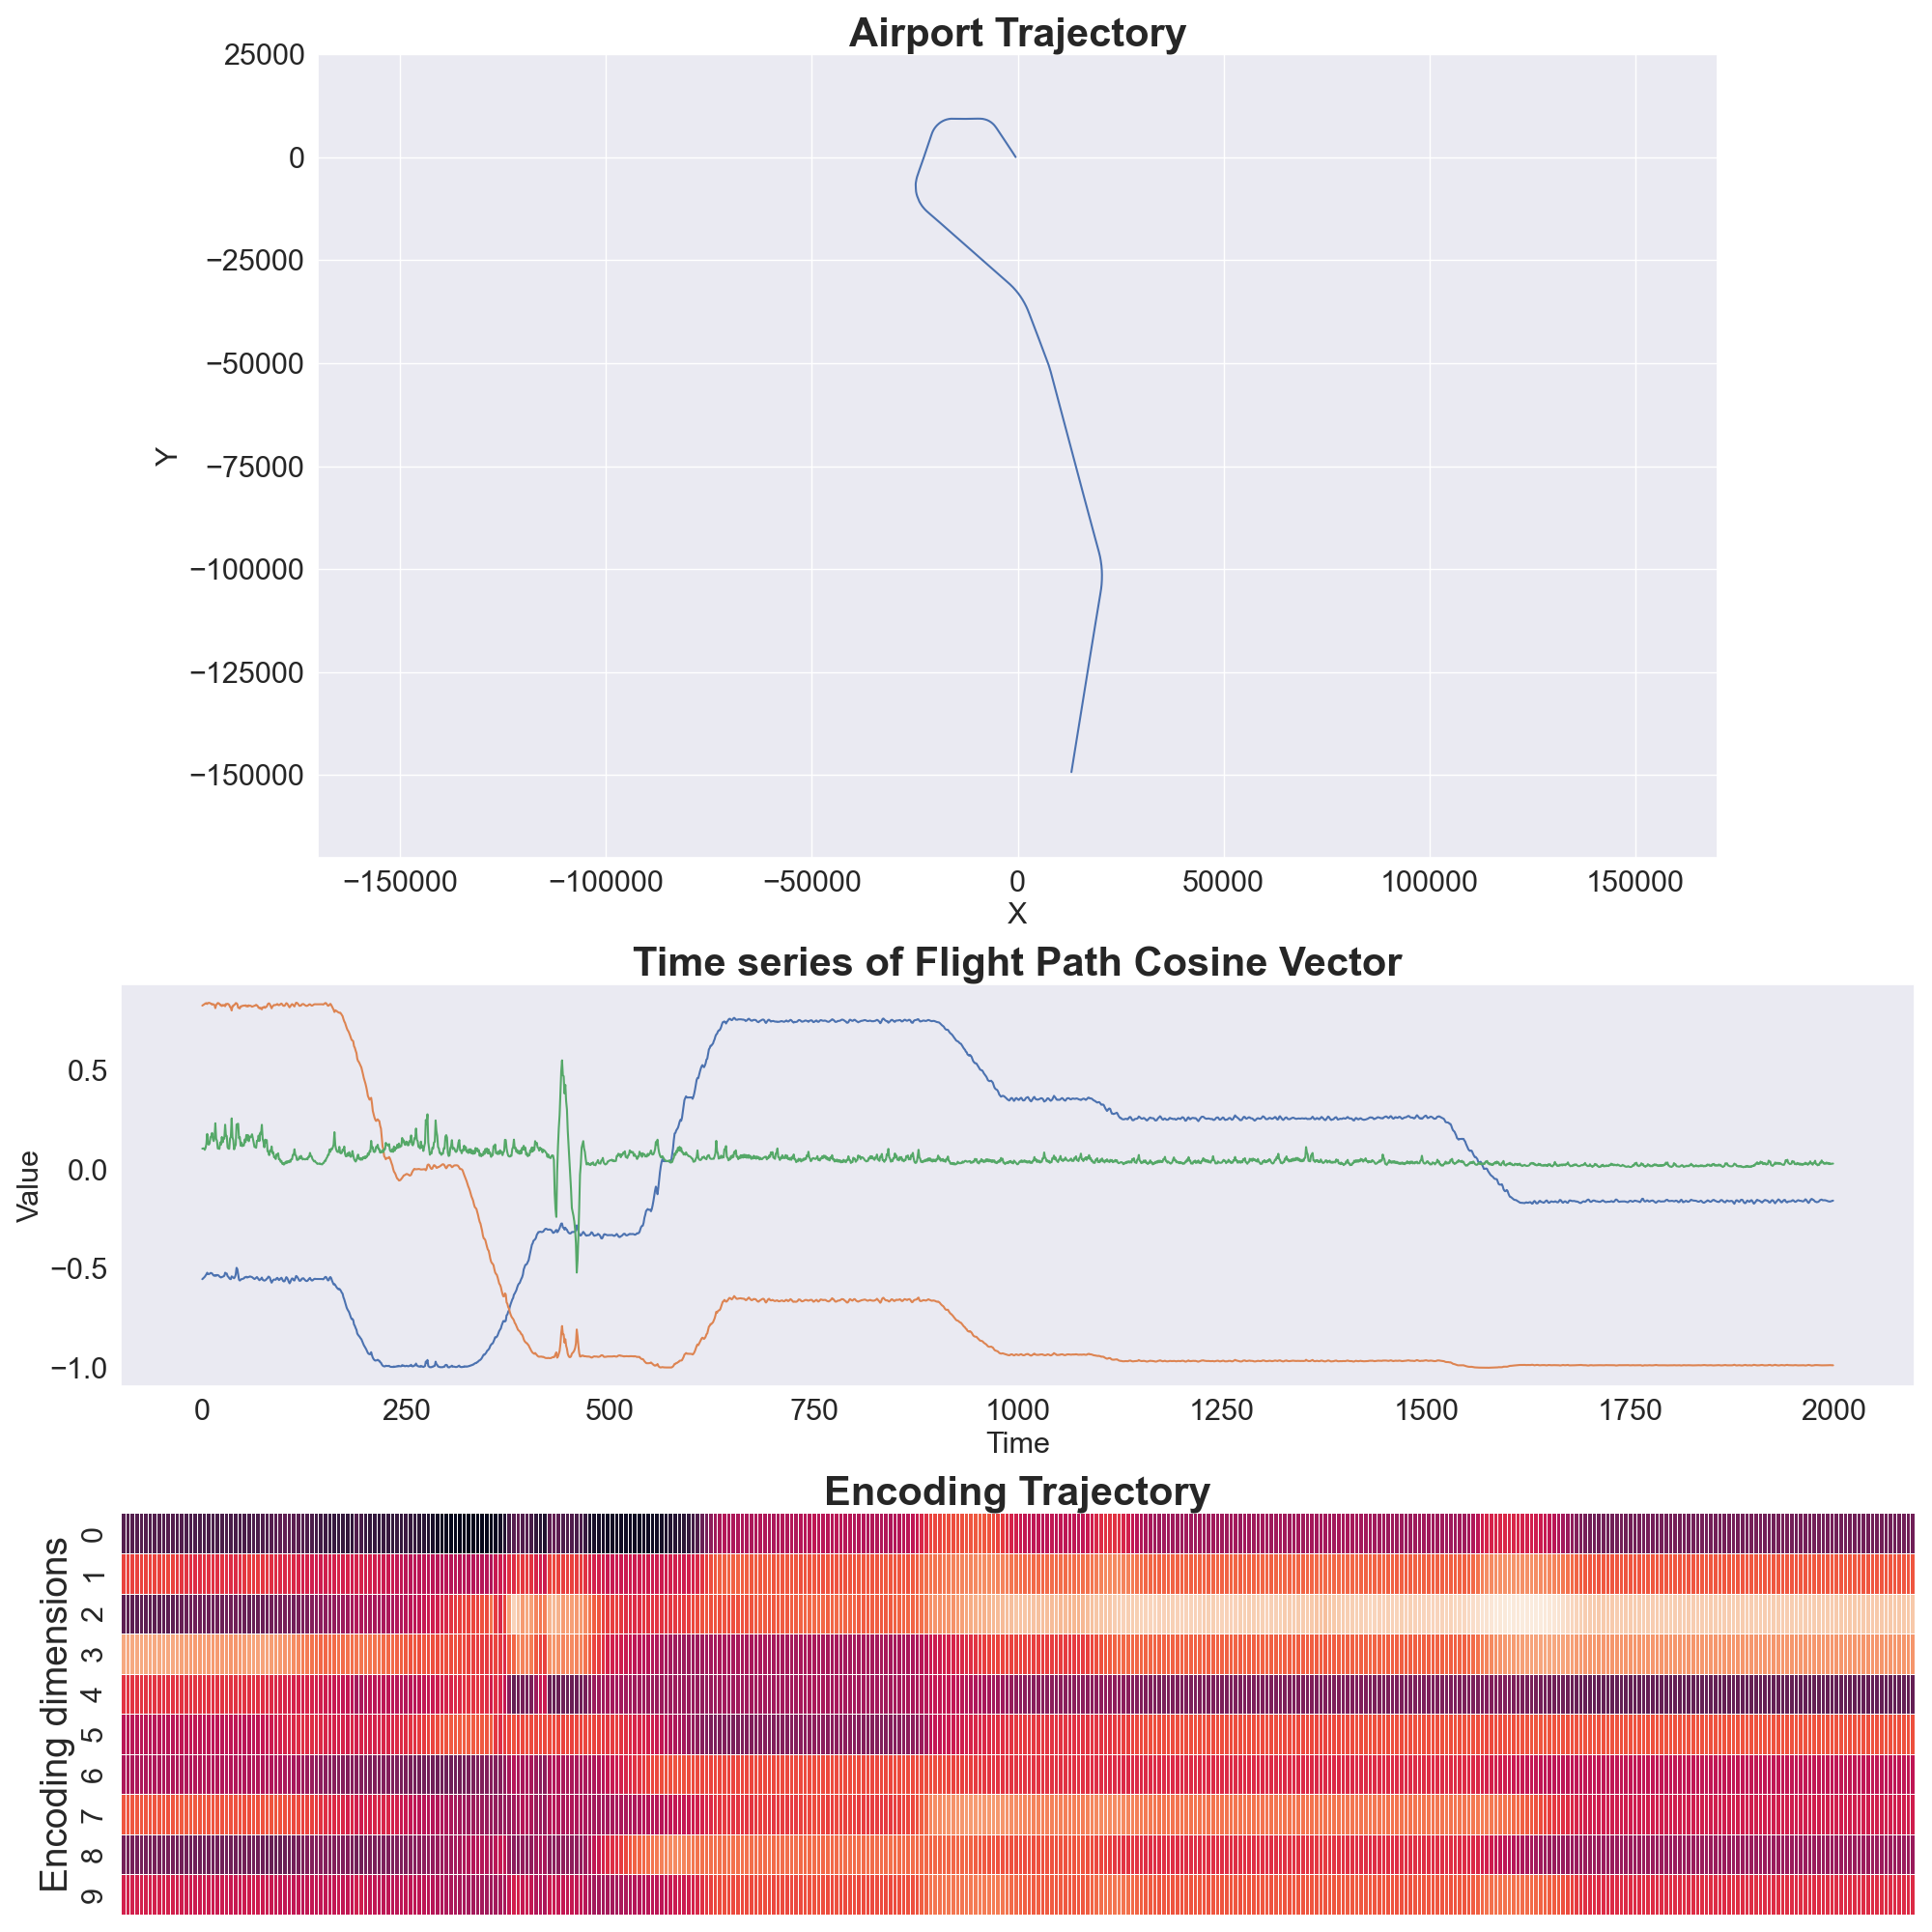 Airport Trajectory
25000
0
−25000
−50000
−75000
−100000
−125000
−150000
Y
−150000 −100000 −50000 0 50000 100000 150000
X
Time series of Flight Path Cosine Vector
0.5
0.0
−0.5
−1.0
Value
0 250 500 750 1000 1250 1500 1750 2000
Time
Encoding Trajectory
Encoding dimensions
0
1
2
3
4
5
6
7
8
9